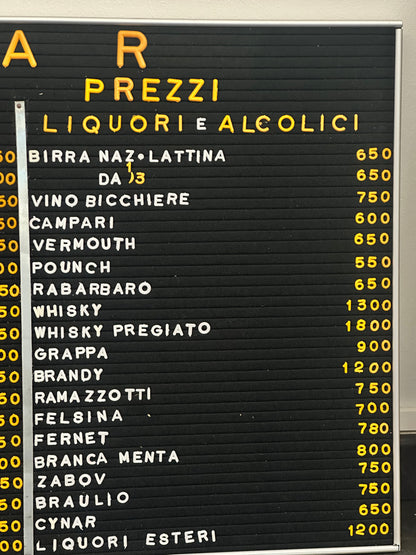 A R
PREZZI
LIQUORI E ALCOLICI
BIRRA NAZ. LATTINA 650
DA 1/3 650
VINO BICCHIERE 750
CAMPARI 600
VERMOUTH 650
POUNCH 550
RABARBARO 650
WHISKY 1300
WHISKY PREGIATO 1800
GRAPPA 900
BRANDY 1200
RAMAZZOTTI 750
FELSINA 700
FERNET 780
BRANCA MENTA 800
ZABOV 750
BRAULIO 750
CYNAR 650
LIQUORI ESTERI 1200